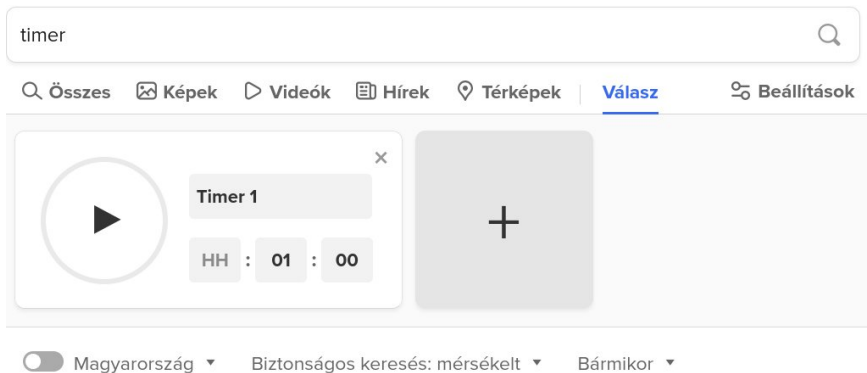 timer
Összes Képek Videók Hírek Térképek Válasz Beállítások
Timer 1
HH : 01 : 00
Magyarország Biztonságos keresés: mérsékelt Bármikor